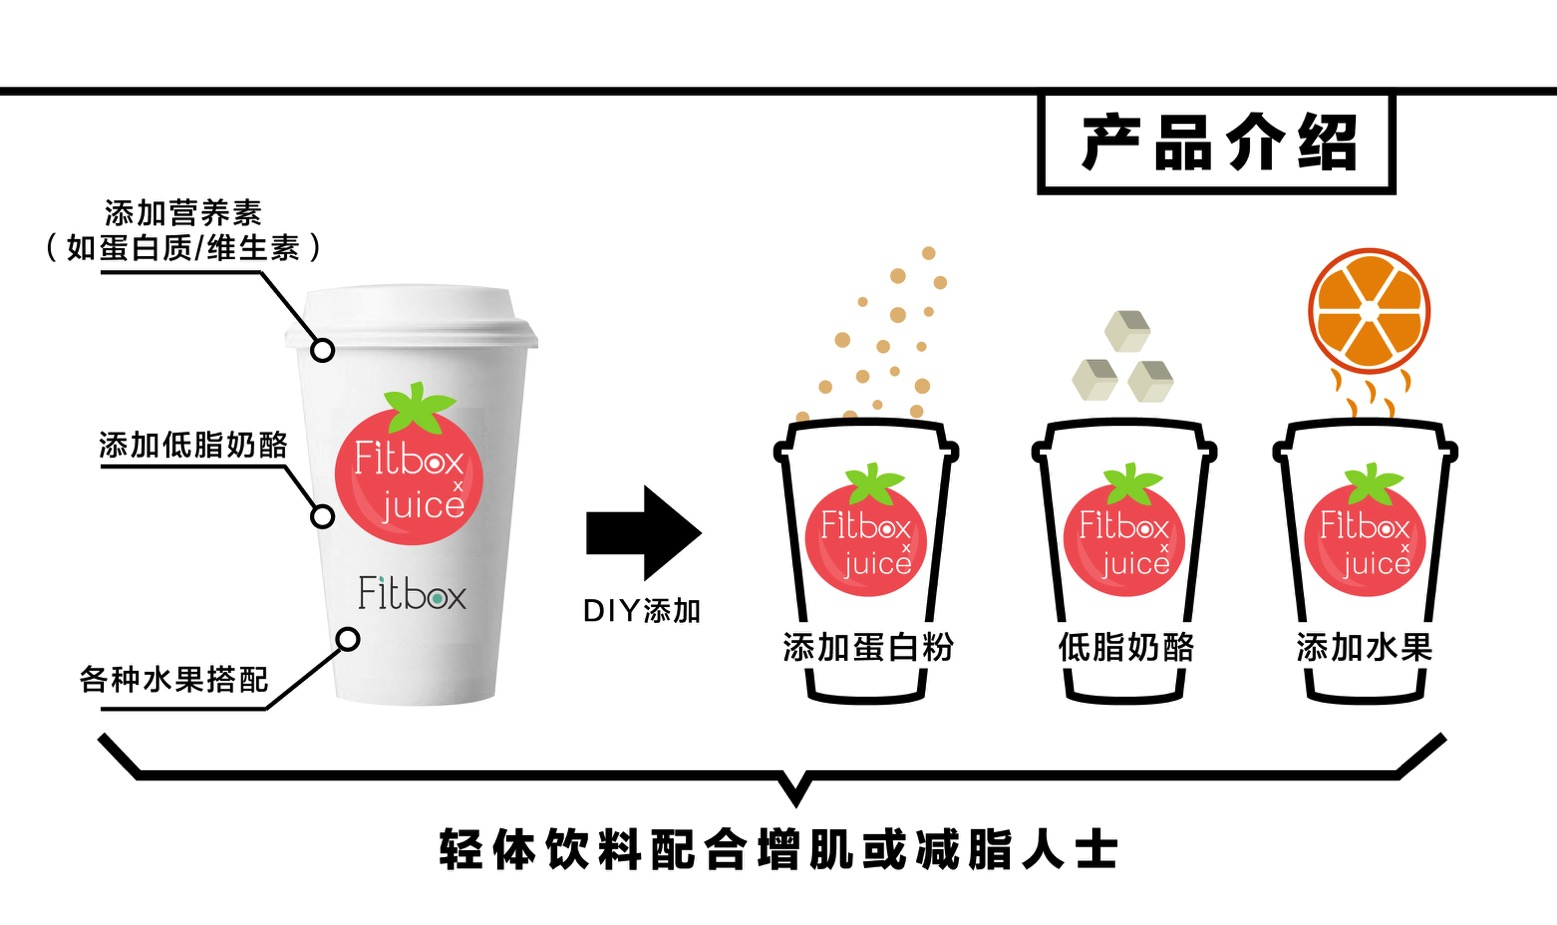 产品介绍
添加营养素
（如蛋白质/维生素）
添加低脂奶酪
各种水果搭配
Fitbox
x
juice
Fitbox
DIY添加
Fitbox
x
juice
添加蛋白粉
Fitbox
x
juice
低脂奶酪
Fitbox
x
juice
添加水果
轻体饮料配合增肌或减脂人士